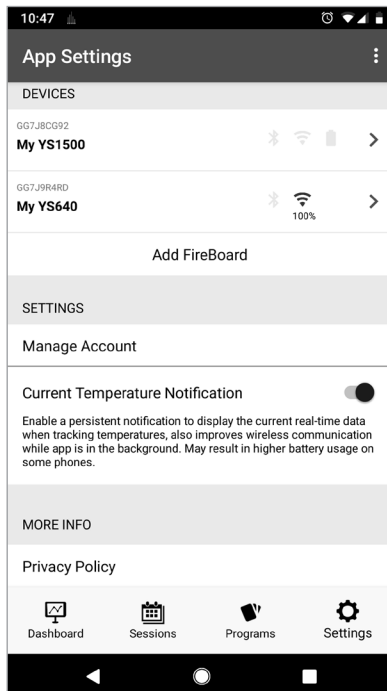 10:47
App Settings
DEVICES
GG7J8CG92
My YS1500
GG7J9R4RD
My YS640
100%
Add FireBoard
SETTINGS
Manage Account
Current Temperature Notification
Enable a persistent notification to display the current real-time data
when tracking temperatures, also improves wireless communication
while app is in the background. May result in higher battery usage on
some phones.
MORE INFO
Privacy Policy
Dashboard Sessions Programs Settings